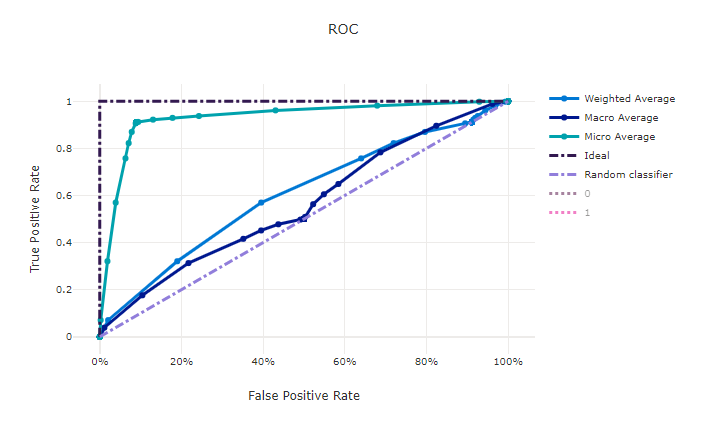 ROC
True Positive Rate
1
0.8
0.6
0.4
0.2
0
0% 20% 40% 60% 80% 100%
False Positive Rate
Weighted Average
Macro Average
Micro Average
Ideal
Random classifier
0
1